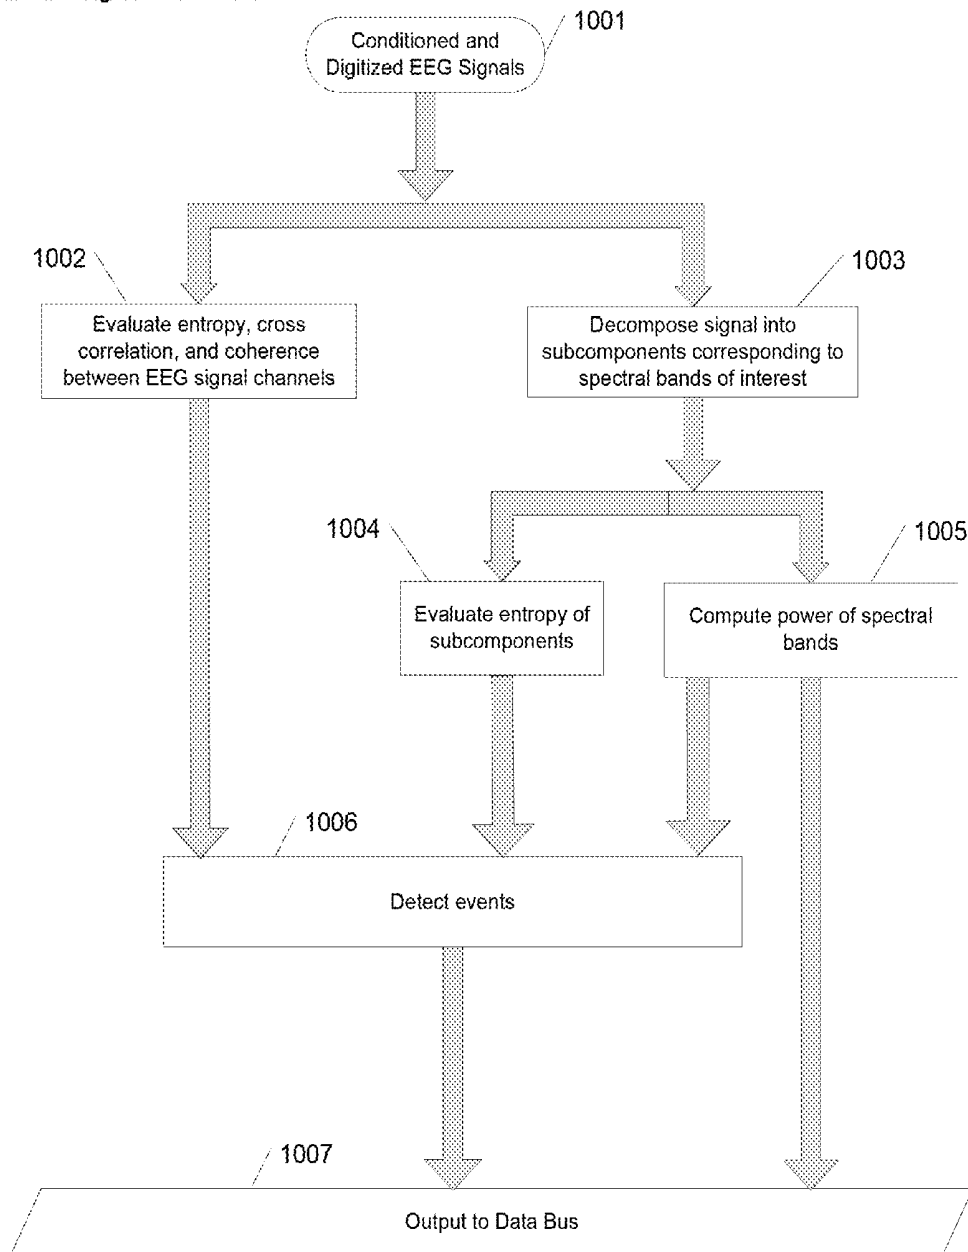 1001
Conditioned and
Digitized EEG Signals
1002
Evaluate entropy, cross
correlation, and coherence
between EEG signal channels
1003
Decompose signal into
subcomponents corresponding to
spectral bands of interest
1004
Evaluate entropy of
subcomponents
1005
Compute power of spectral
bands
1006
Detect events
1007
Output to Data Bus